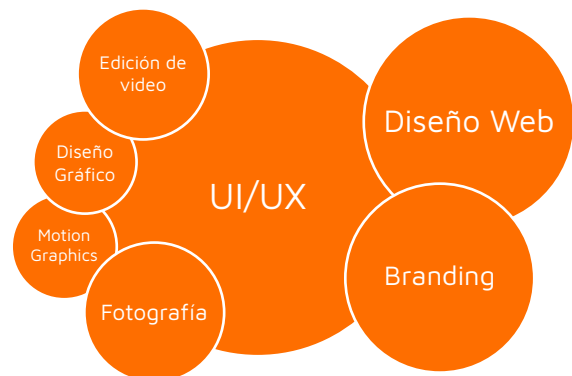 Edición de
video
Diseño
Gráfico
Motion
Graphics
Fotografía
UI/UX
Diseño Web
Branding